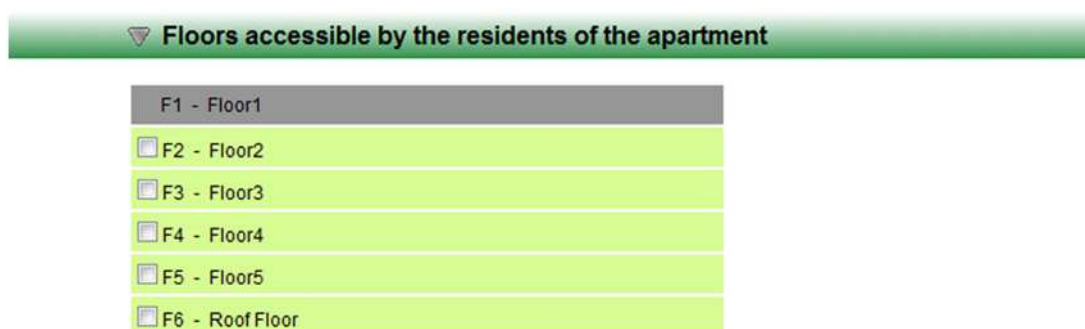 Floors accessible by the residents of the apartment
F1 - Floor1
F2 - Floor2
F3 - Floor3
F4 - Floor4
F5 - Floor5
F6 - Roof Floor